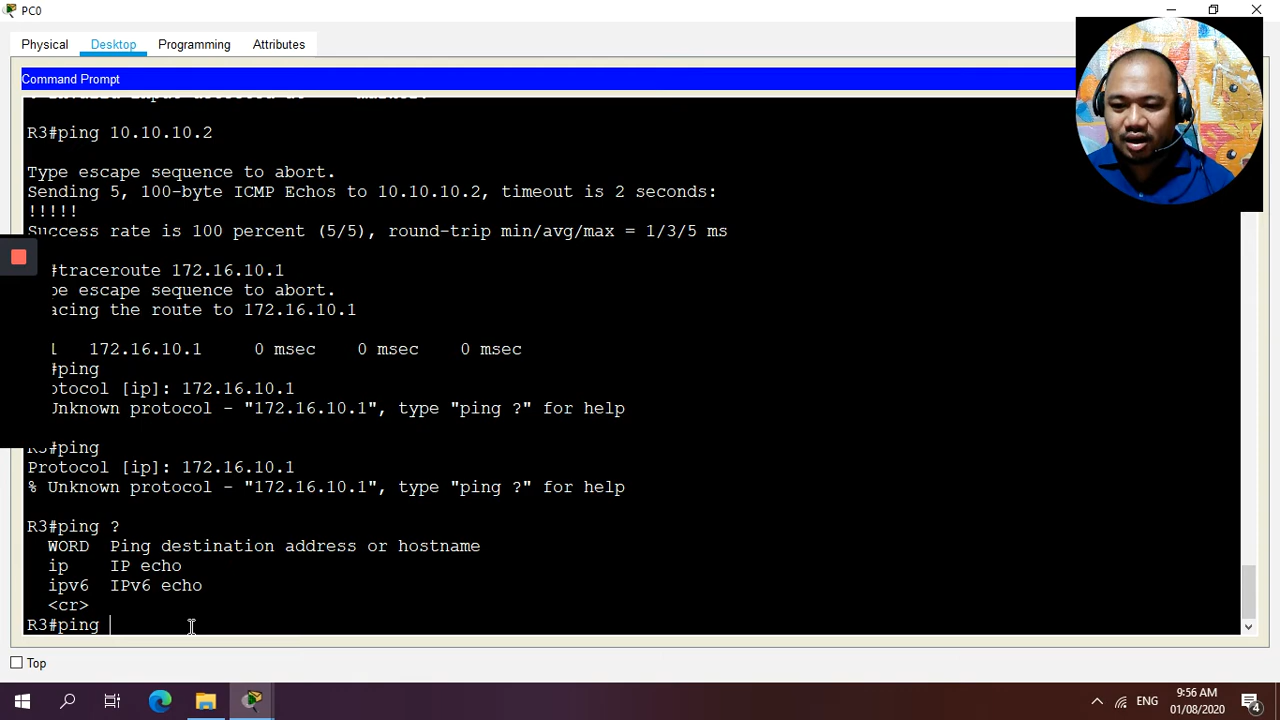 PC0
Physical Desktop Programming Attributes
Command Prompt
R3#ping 10.10.10.2
Type escape sequence to abort.
Sending 5, 100-byte ICMP Echos to 10.10.10.2, timeout is 2 seconds:
!!!!!
Success rate is 100 percent (5/5), round-trip min/avg/max = 1/3/5 ms
#traceroute 172.16.10.1
pe escape sequence to abort.
acing the route to 172.16.10.1
1 172.16.10.1 0 msec 0 msec 0 msec
#ping
otocol [ip]: 172.16.10.1
Unknown protocol - "172.16.10.1", type "ping ?" for help
R3#ping
Protocol [ip]: 172.16.10.1
% Unknown protocol - "172.16.10.1", type "ping ?" for help
R3#ping ?
WORD Ping destination address or hostname
ip IP echo
ipv6 IPv6 echo
<cr>
R3#ping
Top
ENG
9:56 AM
01/08/2020
4